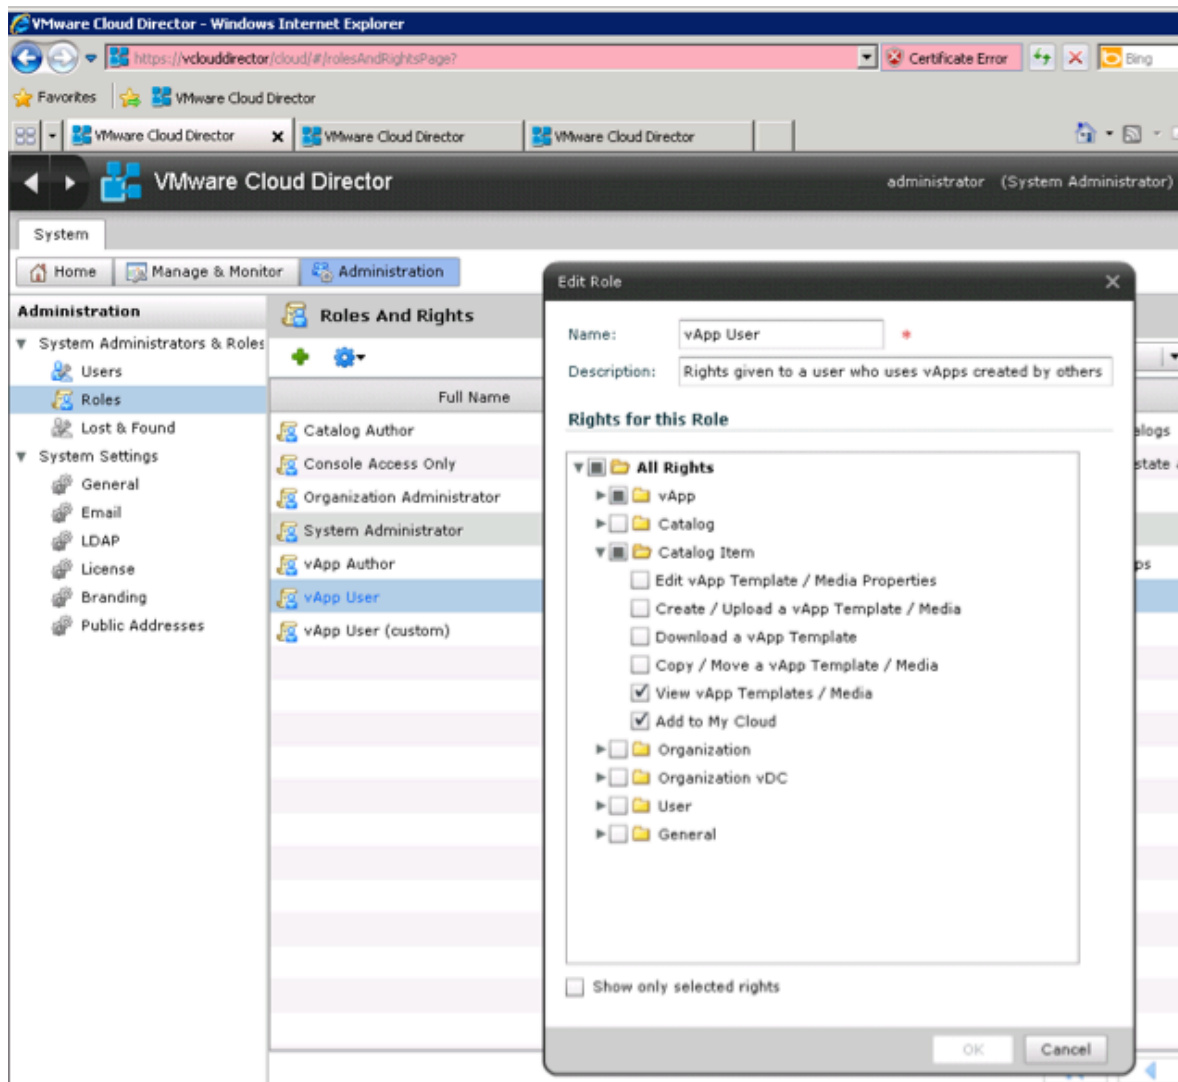 VMware Cloud Director - Windows Internet Explorer
https://vclouddirector/cloud/#/rolesAndRightsPage?
Certificate Error
Bing
Favorites
VMware Cloud Director
VMware Cloud Director
VMware Cloud Director
VMware Cloud Director
VMware Cloud Director
administrator (System Administrator)
System
Home
Manage & Monitor
Administration
Administration
System Administrators & Roles
Users
Roles
Lost & Found
System Settings
General
Email
LDAP
License
Branding
Public Addresses
Roles And Rights
Full Name
Catalog Author
Console Access Only
Organization Administrator
System Administrator
vApp Author
vApp User
vApp User (custom)
alogs
state
ps
Edit Role
Name: vApp User *
Description: Rights given to a user who uses vApps created by others
Rights for this Role
All Rights
vApp
Catalog
Catalog Item
Edit vApp Template / Media Properties
Create / Upload a vApp Template / Media
Download a vApp Template
Copy / Move a vApp Template / Media
View vApp Templates / Media
Add to My Cloud
Organization
Organization vDC
User
General
Show only selected rights
OK
Cancel